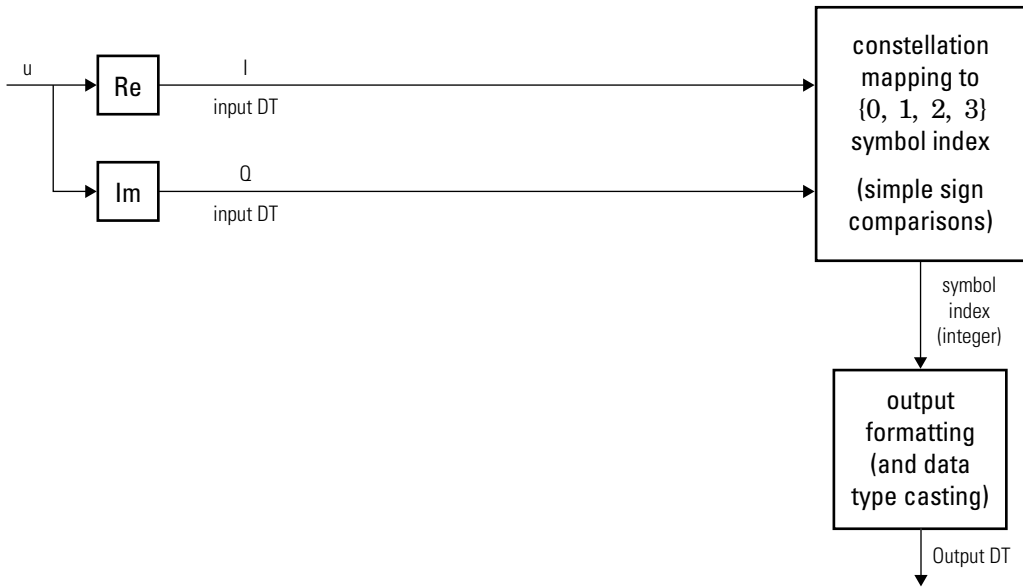 u
Re
I
input DT
Im
Q
input DT
constellation
mapping to
{0, 1, 2, 3}
symbol index
(simple sign
comparisons)
symbol
index
(integer)
output
formatting
(and data
type casting)
Output DT